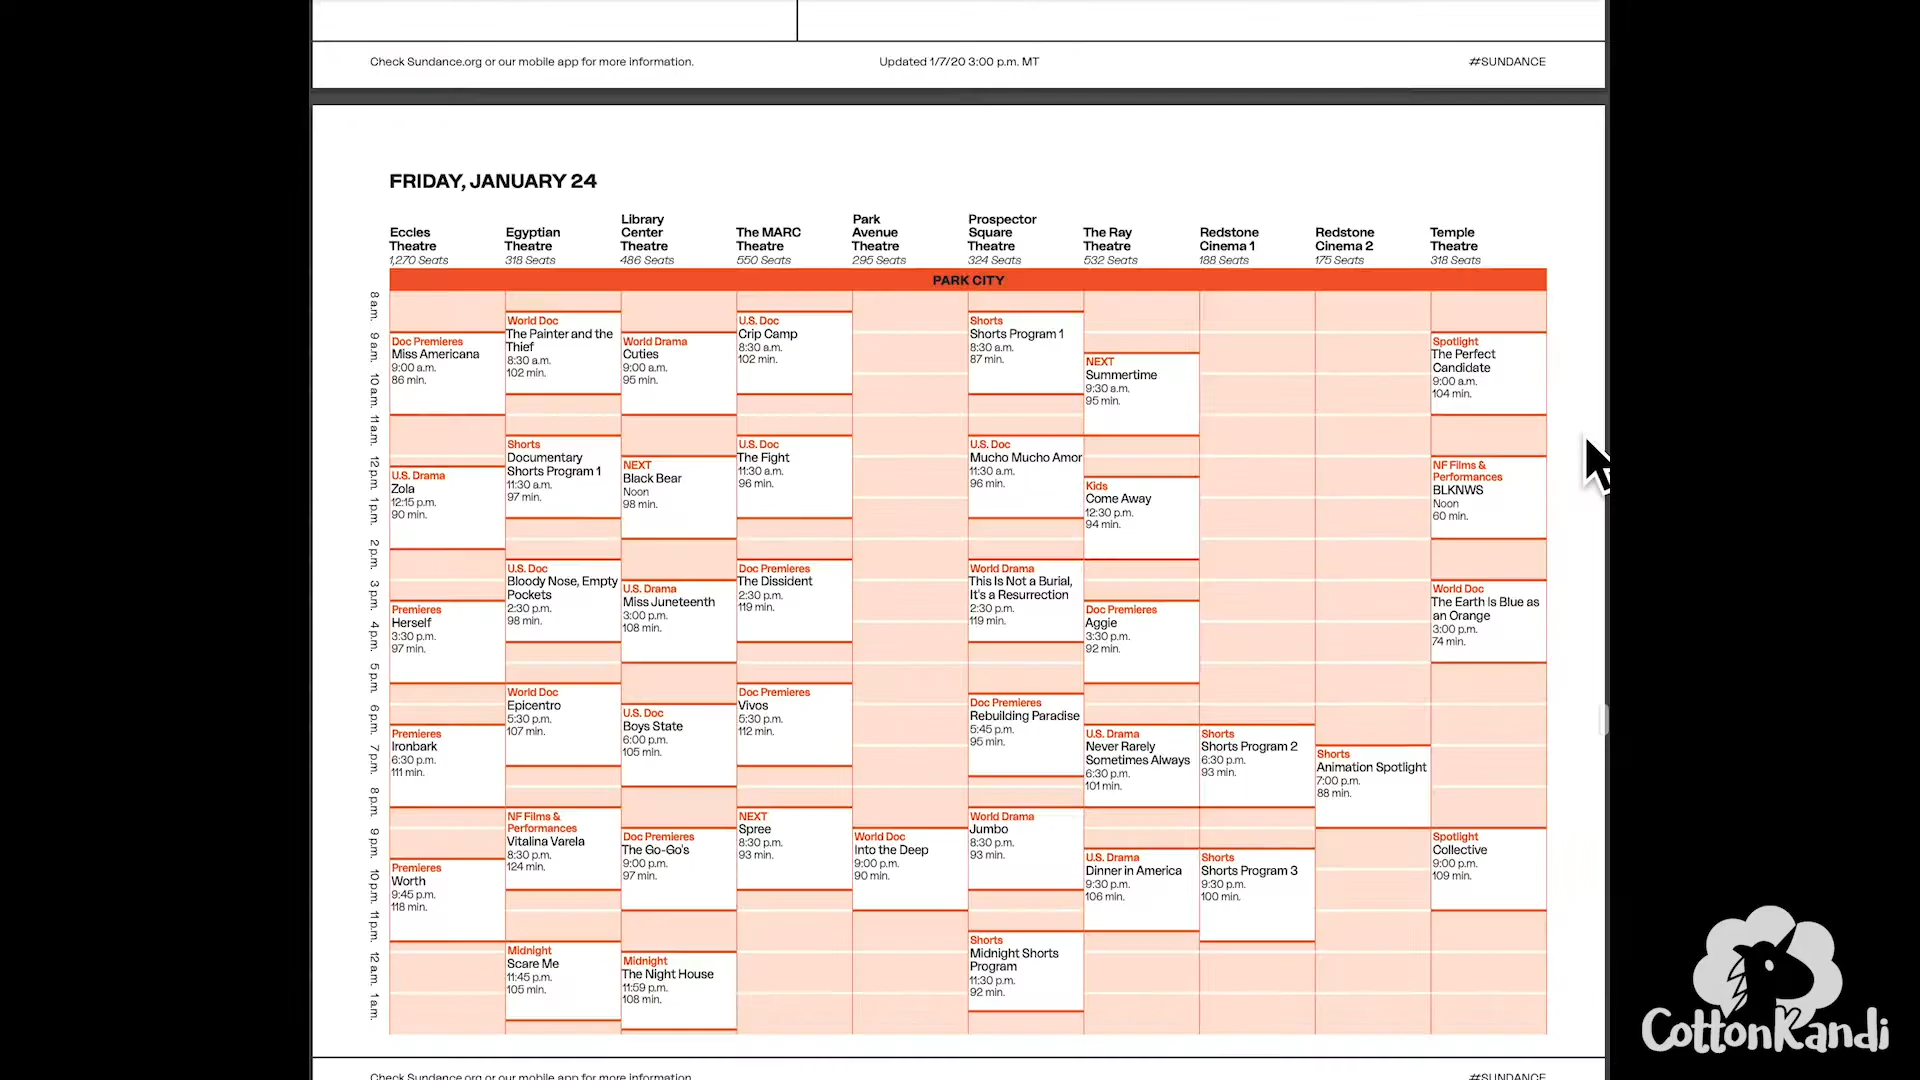 Check Sundance.org or our mobile app for more information.
Updated 1/7/20 3:00 p.m. MT
#SUNDANCE
FRIDAY, JANUARY 24
Eccles
Theatre
1,270 Seats
Egyptian
Theatre
318 Seats
Library
Center
Theatre
486 Seats
The MARC
Theatre
550 Seats
Park
Avenue
Theatre
295 Seats
Prospector
Square
Theatre
324 Seats
The Ray
Theatre
532 Seats
Redstone
Cinema 1
188 Seats
Redstone
Cinema 2
175 Seats
Temple
Theatre
318 Seats
PARK CITY
8 a.m.
9 a.m.
10 a.m.
11 a.m.
12 p.m.
1 p.m.
2 p.m.
3 p.m.
4 p.m.
5 p.m.
6 p.m.
7 p.m.
8 p.m.
9 p.m.
10 p.m.
11 p.m.
12 a.m.
1 a.m.
Doc Premieres
Miss Americana
9:00 a.m.
86 min.
U.S. Drama
Zola
12:15 p.m.
90 min.
Premieres
Herself
3:30 p.m.
97 min.
Premieres
Ironbark
6:30 p.m.
111 min.
Premieres
Worth
9:45 p.m.
118 min.
World Doc
The Painter and the
Thief
8:30 a.m.
102 min.
Shorts
Documentary
Shorts Program 1
11:30 a.m.
97 min.
U.S. Doc
Bloody Nose, Empty
Pockets
2:30 p.m.
98 min.
World Doc
Epicentro
5:30 p.m.
107 min.
NF Films &
Performances
Vitalina Varela
8:30 p.m.
124 min.
Midnight
Scare Me
11:45 p.m.
105 min.
World Drama
Cuties
9:00 a.m.
95 min.
NEXT
Black Bear
Noon
98 min.
U.S. Drama
Miss Juneteenth
3:00 p.m.
108 min.
U.S. Doc
Boys State
6:00 p.m.
105 min.
Doc Premieres
The Go-Go's
9:00 p.m.
97 min.
Midnight
The Night House
11:59 p.m.
108 min.
U.S. Doc
Crip Camp
8:30 a.m.
102 min.
U.S. Doc
The Fight
11:30 a.m.
96 min.
Doc Premieres
The Dissident
2:30 p.m.
119 min.
Doc Premieres
Vivos
5:30 p.m.
112 min.
NEXT
Spree
8:30 p.m.
93 min.
World Doc
Into the Deep
9:00 p.m.
90 min.
Shorts
Shorts Program 1
8:30 a.m.
87 min.
U.S. Doc
Mucho Mucho Amor
11:30 a.m.
96 min.
World Drama
This Is Not a Burial,
It's a Resurrection
2:30 p.m.
119 min.
Doc Premieres
Rebuilding Paradise
5:45 p.m.
95 min.
World Drama
Jumbo
8:30 p.m.
93 min.
Shorts
Midnight Shorts
Program
11:30 p.m.
92 min.
NEXT
Summertime
9:30 a.m.
95 min.
Kids
Come Away
12:30 p.m.
94 min.
Doc Premieres
Aggie
3:30 p.m.
92 min.
U.S. Drama
Never Rarely
Sometimes Always
6:30 p.m.
101 min.
U.S. Drama
Dinner in America
9:30 p.m.
106 min.
Shorts
Shorts Program 2
6:30 p.m.
93 min.
Shorts
Shorts Program 3
9:30 p.m.
100 min.
Shorts
Animation Spotlight
7:00 p.m.
88 min.
Spotlight
The Perfect
Candidate
9:00 a.m.
104 min.
NF Films &
Performances
BLKNWS
Noon
60 min.
World Doc
The Earth Is Blue as
an Orange
3:00 p.m.
74 min.
Spotlight
Collective
9:00 p.m.
109 min.
Check Sundance.org or our mobile app for more information.
#SUNDANCE
CottonKandi